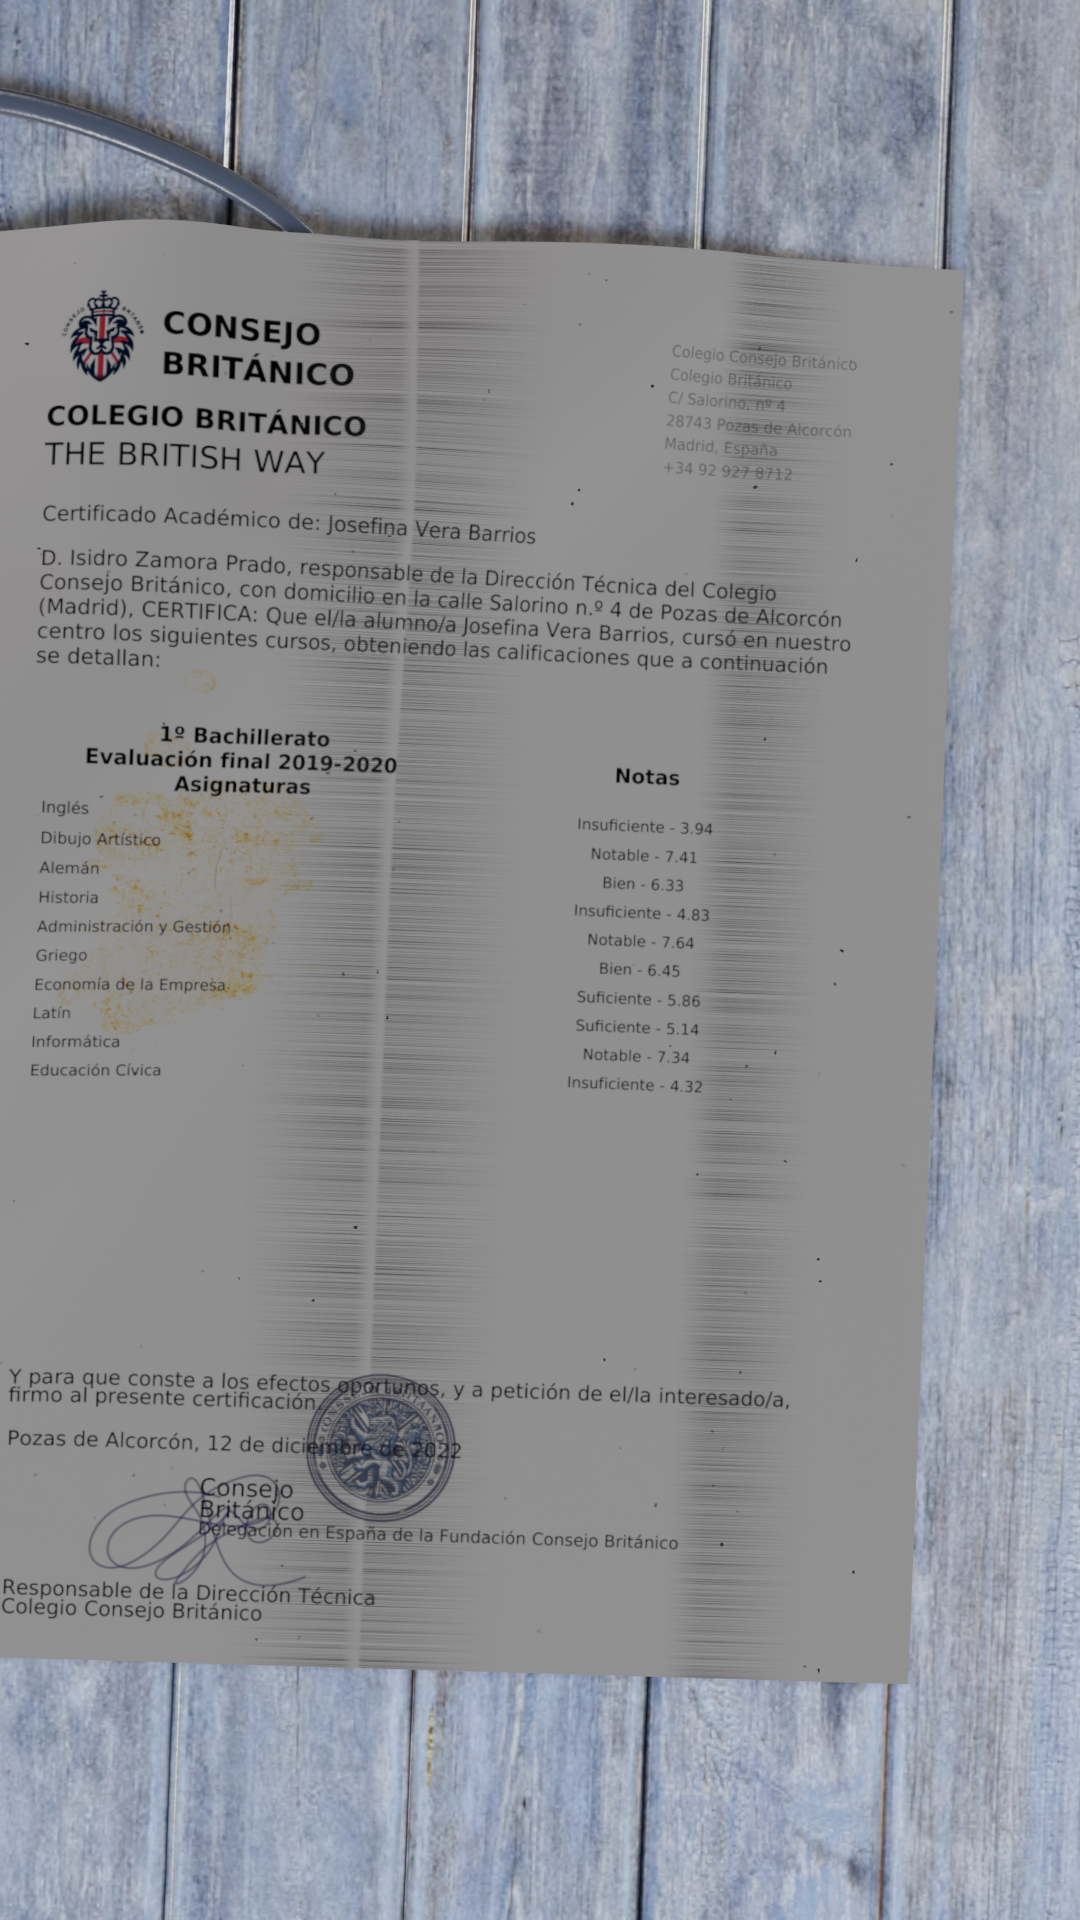 CONSEJO
BRITÁNICO
COLEGIO BRITÁNICO
THE BRITISH WAY
Colegio Consejo Británico
Colegio Británico
C/ Salorino, nº 4
28743 Pozas de Alcorcón
Madrid, España
+34 92 927 8712
Certificado Académico de: Josefina Vera Barrios
D. Isidro Zamora Prado, responsable de la Dirección Técnica del Colegio
Consejo Británico, con domicilio en la calle Salorino n.º 4 de Pozas de Alcorcón
(Madrid), CERTIFICA: Que el/la alumno/a Josefina Vera Barrios, cursó en nuestro
centro los siguientes cursos, obteniendo las calificaciones que a continuación
se detallan:
1º Bachillerato
Evaluación final 2019-2020
Asignaturas Notas
Inglés Insuficiente - 3.94
Dibujo Artístico Notable - 7.41
Alemán Bien - 6.33
Historia Insuficiente - 4.83
Administración y Gestión Notable - 7.64
Griego Bien - 6.45
Economía de la Empresa Suficiente - 5.86
Latín Suficiente - 5.14
Informática Notable - 7.34
Educación Cívica Insuficiente - 4.32
Y para que conste a los efectos oportunos, y a petición de el/la interesado/a,
firmo al presente certificación.
Pozas de Alcorcón, 12 de diciembre de 2022
Consejo
Británico
Delegación en España de la Fundación Consejo Británico
Responsable de la Dirección Técnica
Colegio Consejo Británico